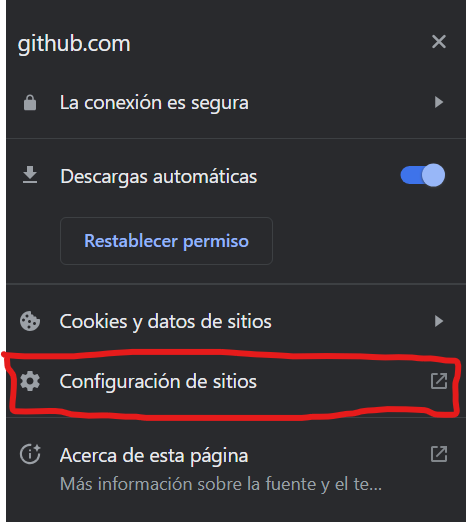 github.com
La conexión es segura
Descargas automáticas
Restablecer permiso
Cookies y datos de sitios
Configuración de sitios
Acerca de esta página
Más información sobre la fuente y el te...